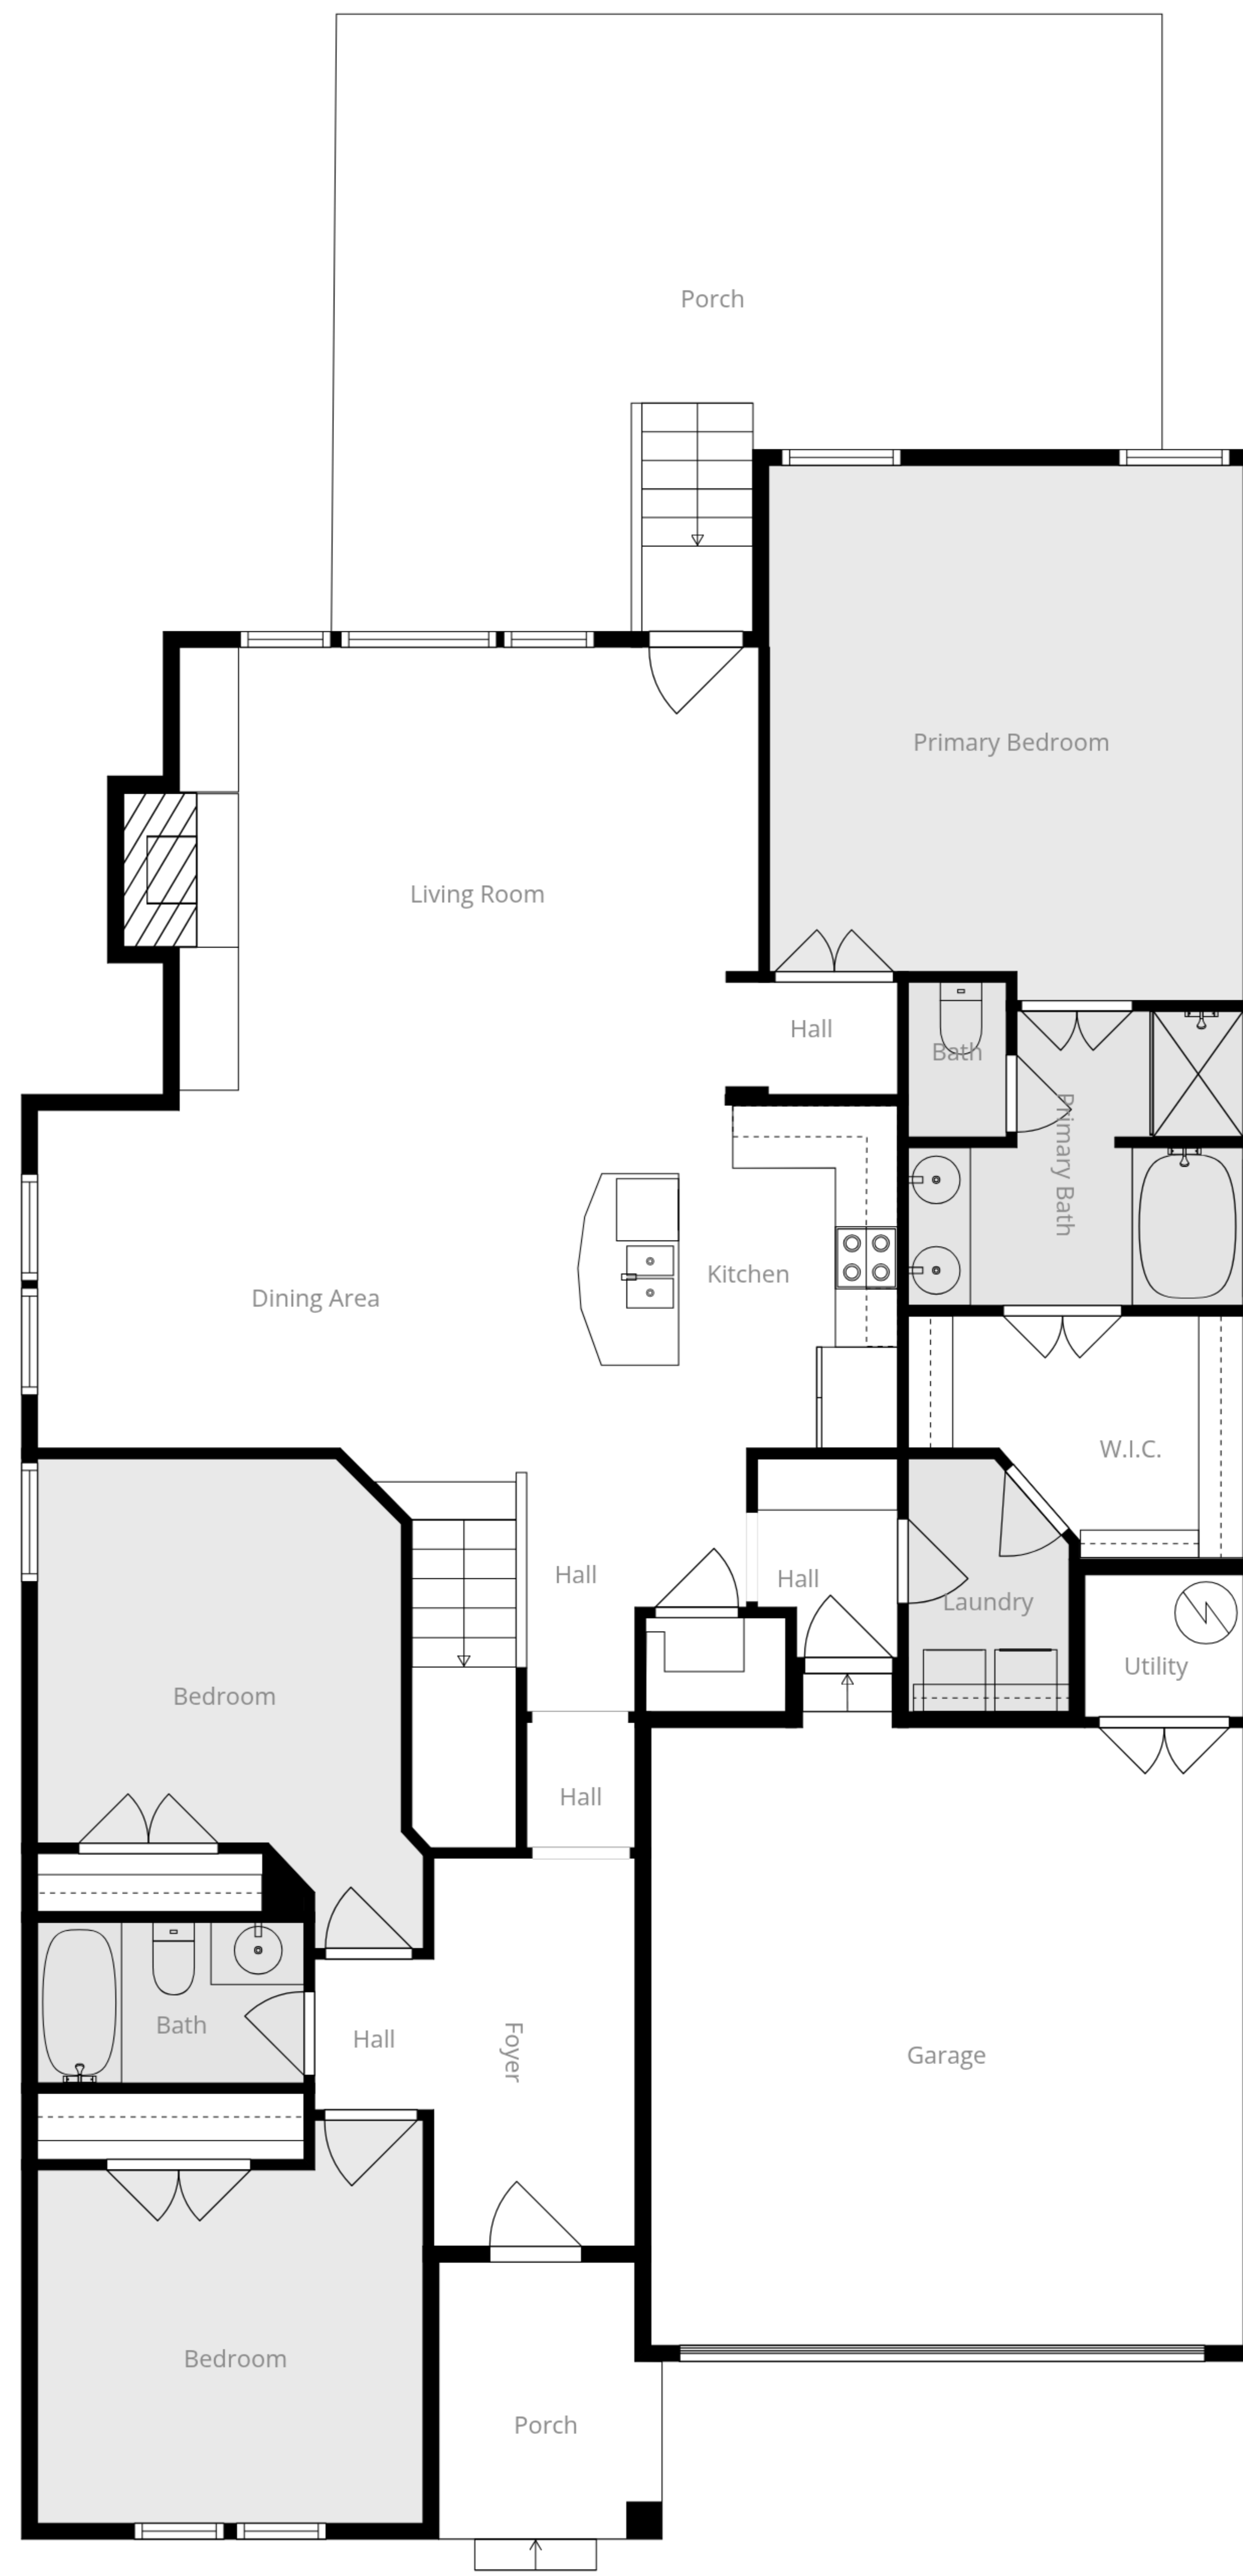 Porch
Primary Bedroom
Living Room
Hall
Bath
Primary Bath
Kitchen
Dining Area
W.I.C.
Hall
Hall
Laundry
Utility
Bedroom
Hall
Bath
Hall
Foyer
Garage
Bedroom
Porch